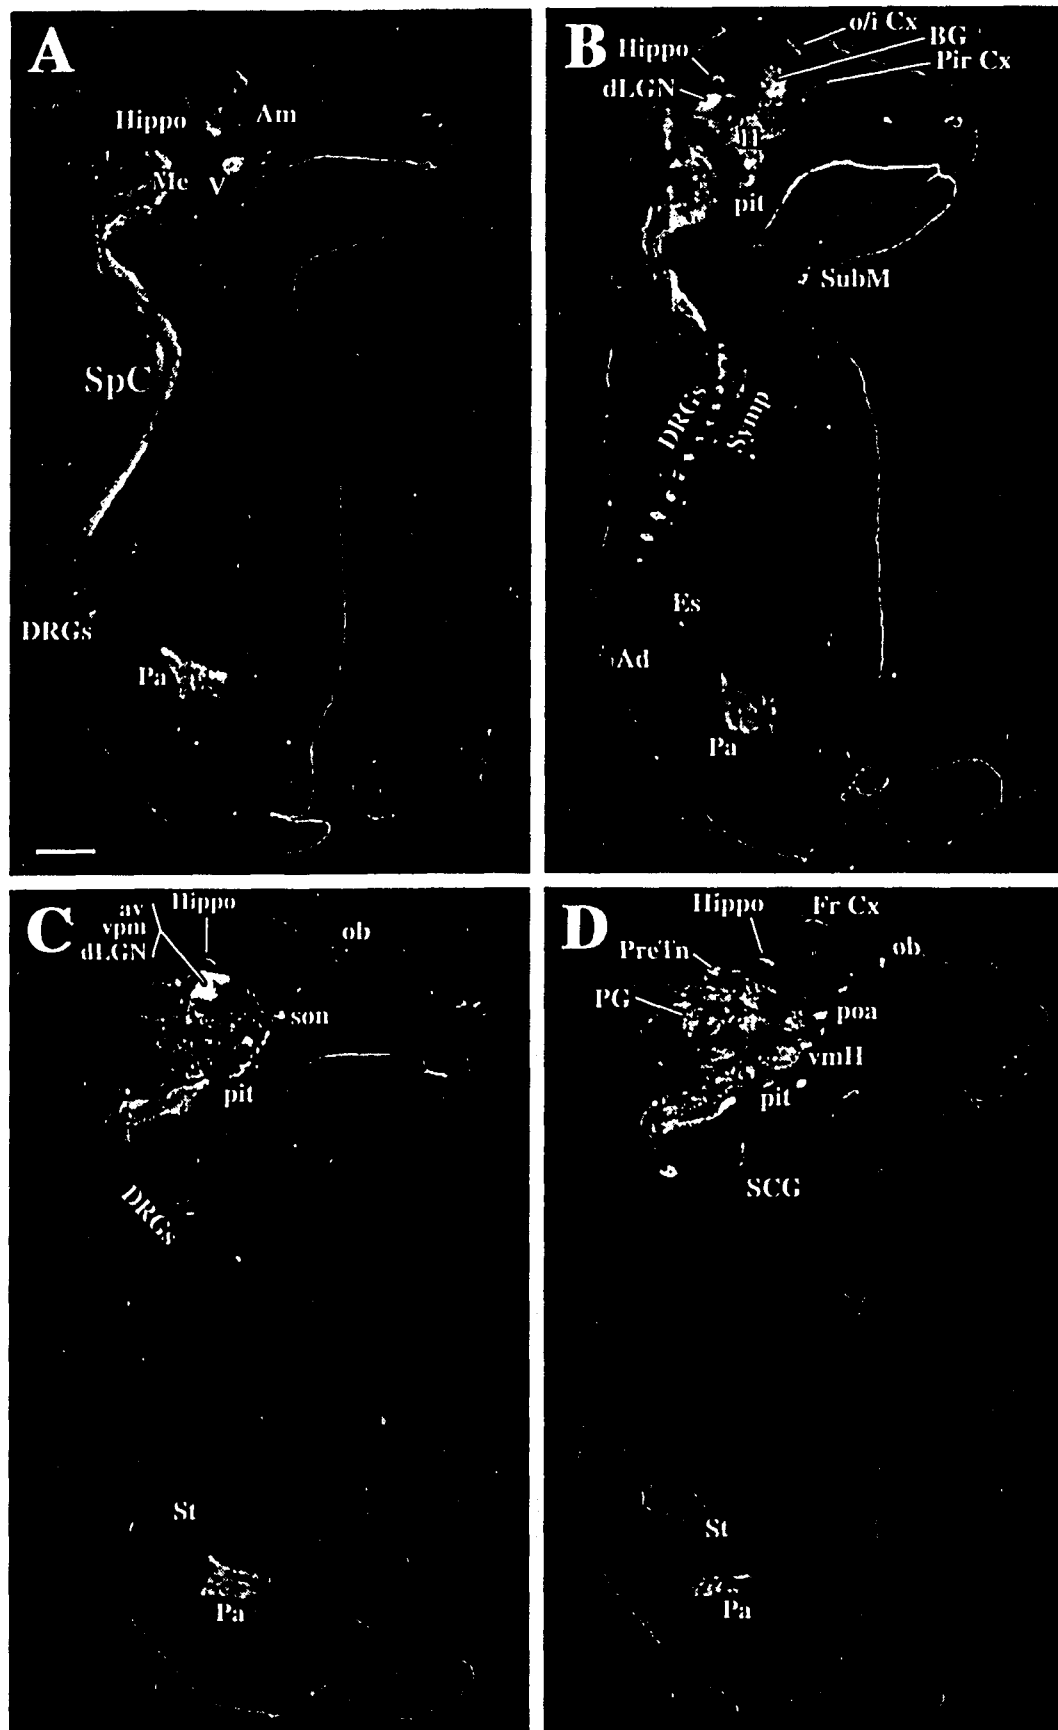 A
Hippo
Am
Me
V
SpC
DRGs
Pa
B
o/i Cx
BG
Hippo
Pir Cx
dLGN
H
pit
SubM
DRGs
Symp
Es
Ad
Pa
C
av
Hippo
vpm
dLGN
ob
son
pit
DRGs
St
Pa
D
Hippo
Fr Cx
PreTn
ob
PG
poa
vmH
pit
SCG
St
Pa